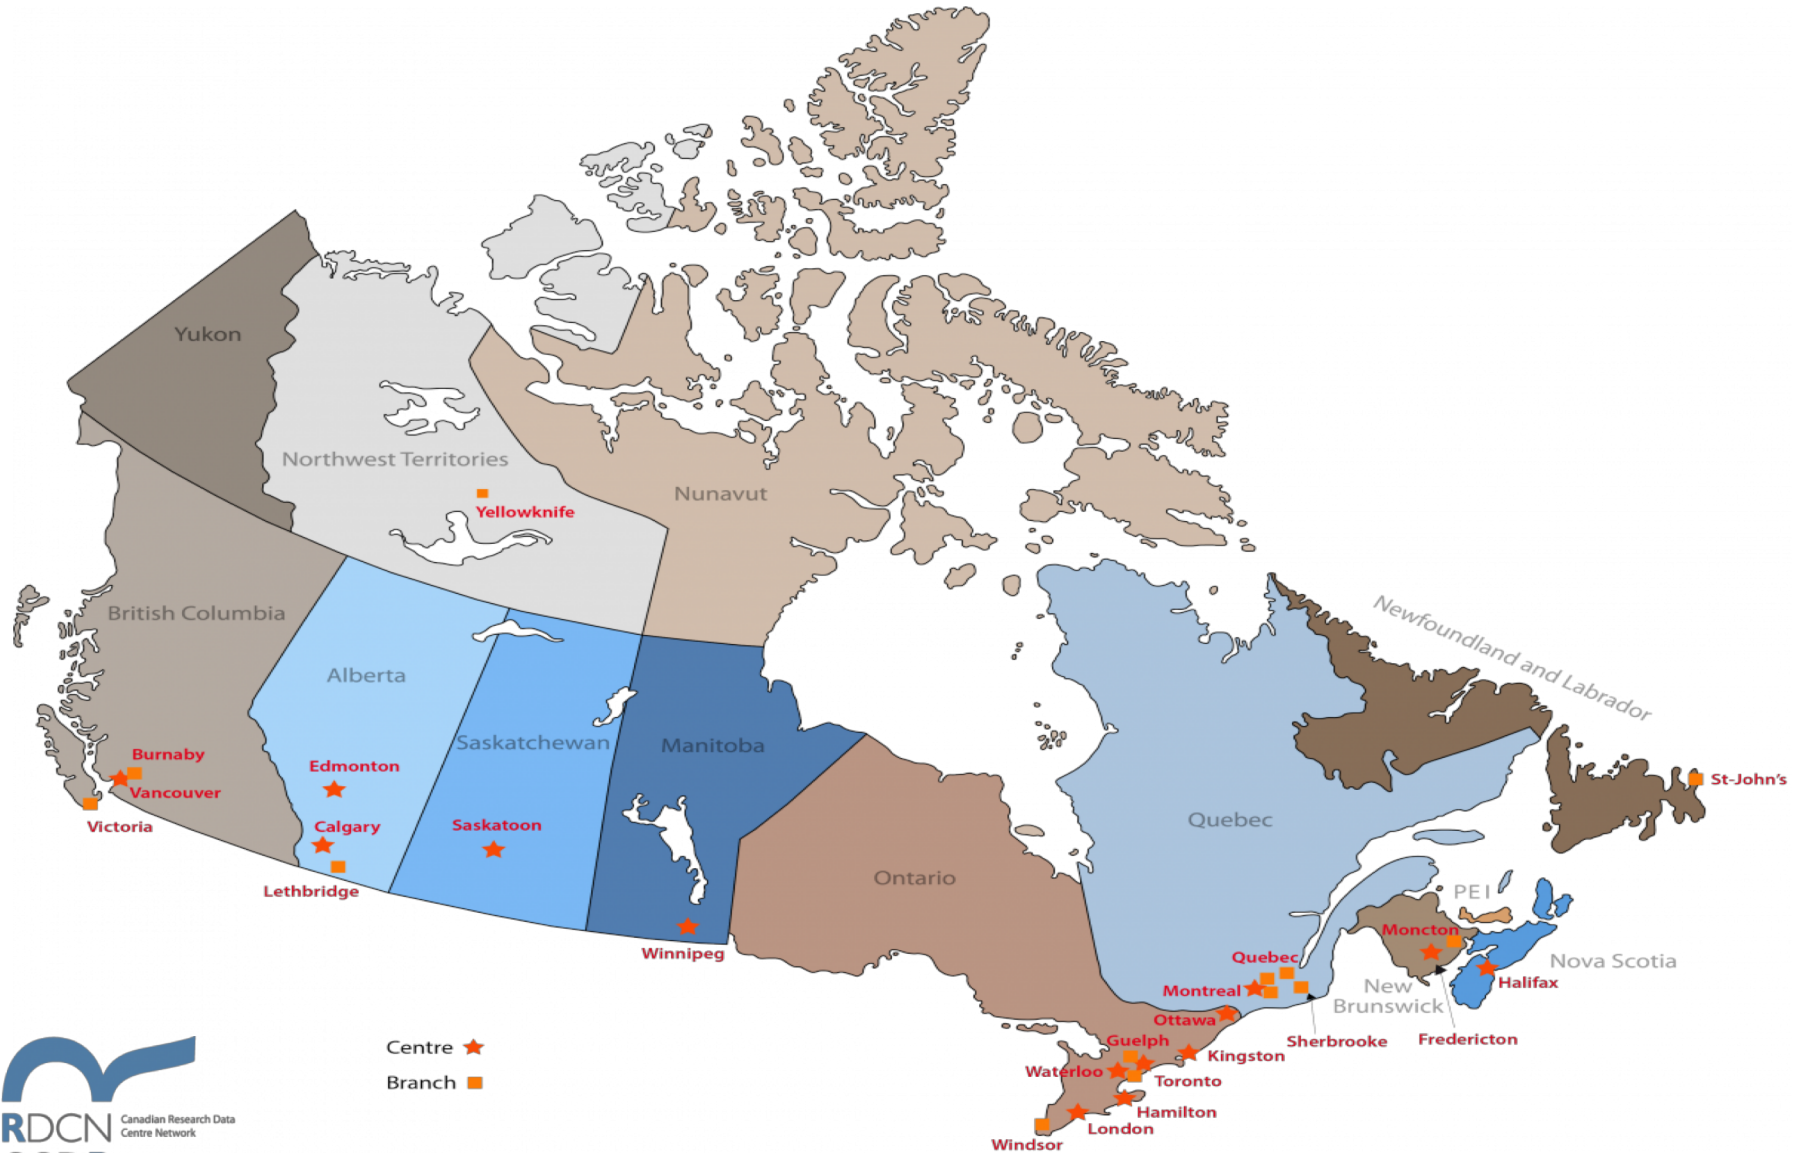 Yukon
Northwest Territories
Yellowknife
Nunavut
British Columbia
Alberta
Saskatchewan
Manitoba
Newfoundland and Labrador
Burnaby
Vancouver
Victoria
Edmonton
Calgary
Lethbridge
Saskatoon
Winnipeg
Ontario
Quebec
St-John's
PEI
Moncton
Nova Scotia
Halifax
New
Brunswick
Fredericton
Quebec
Montreal
Sherbrooke
Ottawa
Guelph
Kingston
Waterloo
Toronto
Hamilton
London
Windsor
Centre
Branch
RDCN Canadian Research Data
Centre Network